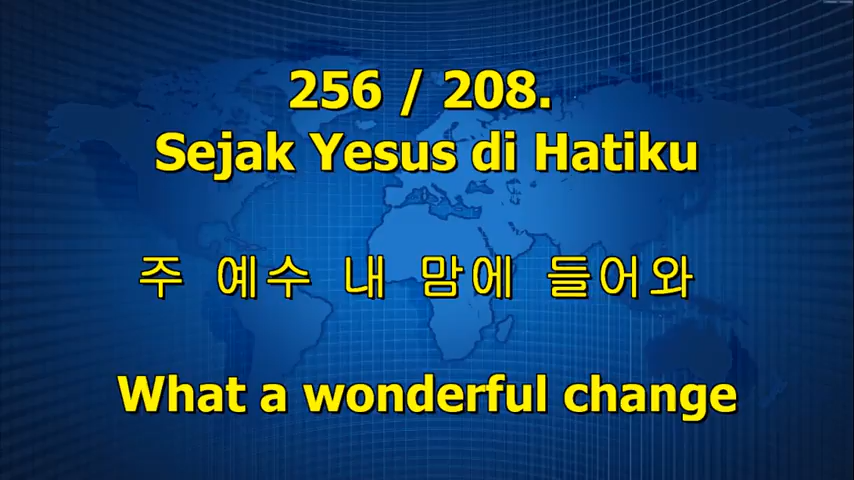 256 / 208.
Sejak Yesus di Hatiku
주 예수 내 맘에 들어와
What a wonderful change